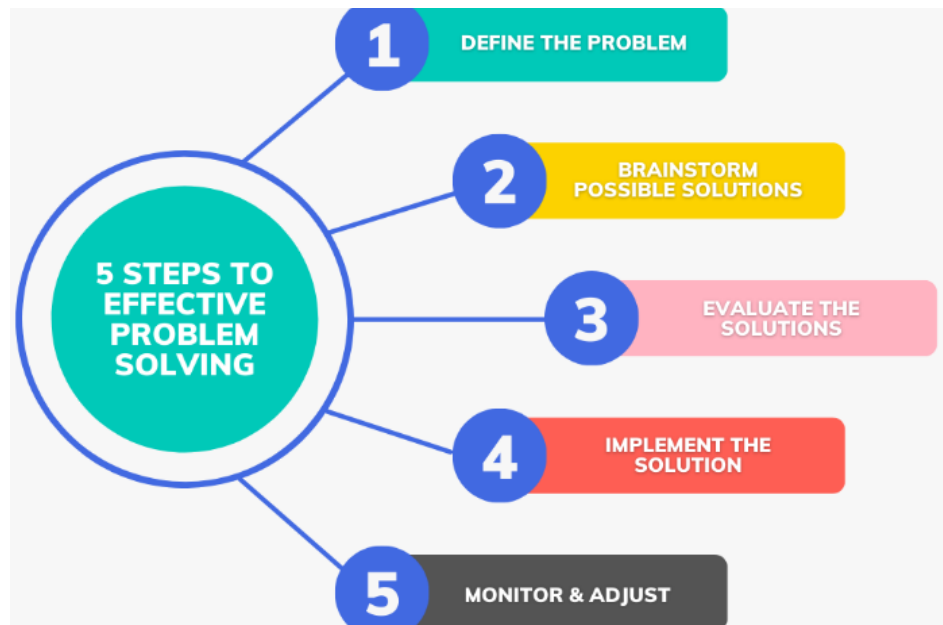 5 STEPS TO
EFFECTIVE
PROBLEM
SOLVING
1
DEFINE THE PROBLEM
2
BRAINSTORM
POSSIBLE SOLUTIONS
3
EVALUATE THE
SOLUTIONS
4
IMPLEMENT THE
SOLUTION
5
MONITOR & ADJUST